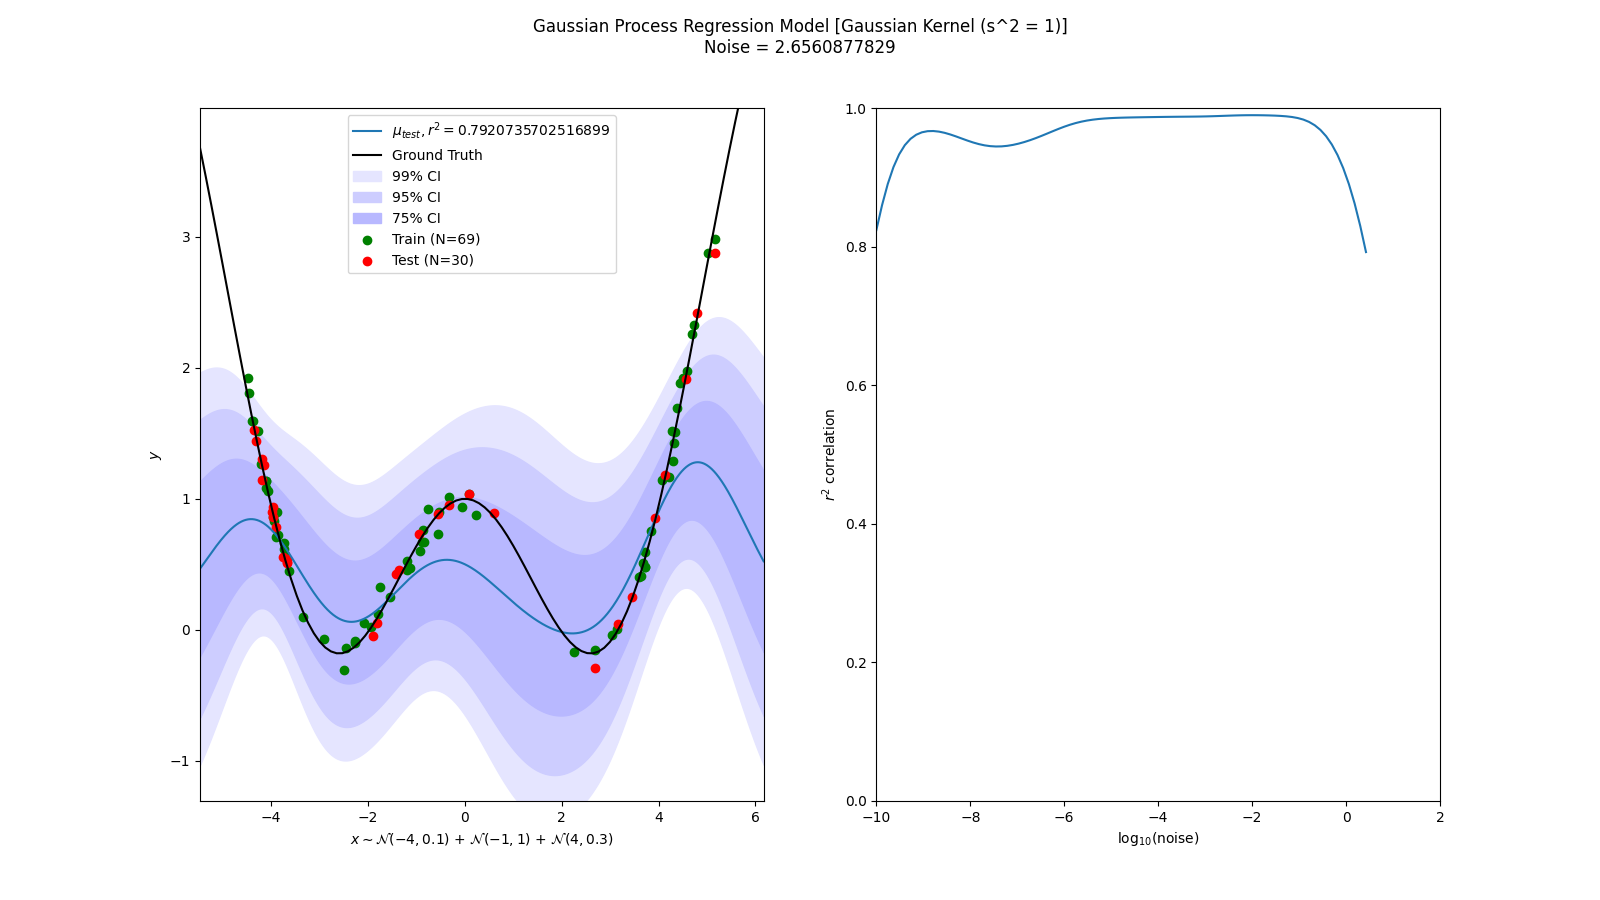 Gaussian Process Regression Model [Gaussian Kernel (s^2 = 1)]
Noise = 2.6560877829
μ_test, r² = 0.7920735702516899
Ground Truth
99% CI
95% CI
75% CI
Train (N=69)
Test (N=30)
3
2
1
0
−1
y
−4 −2 0 2 4 6
x ∼ 𝒩(−4, 0.1) + 𝒩(−1, 1) + 𝒩(4, 0.3)
1.0
0.8
0.6
0.4
0.2
0.0
r² correlation
−10 −8 −6 −4 −2 0 2
log₁₀(noise)